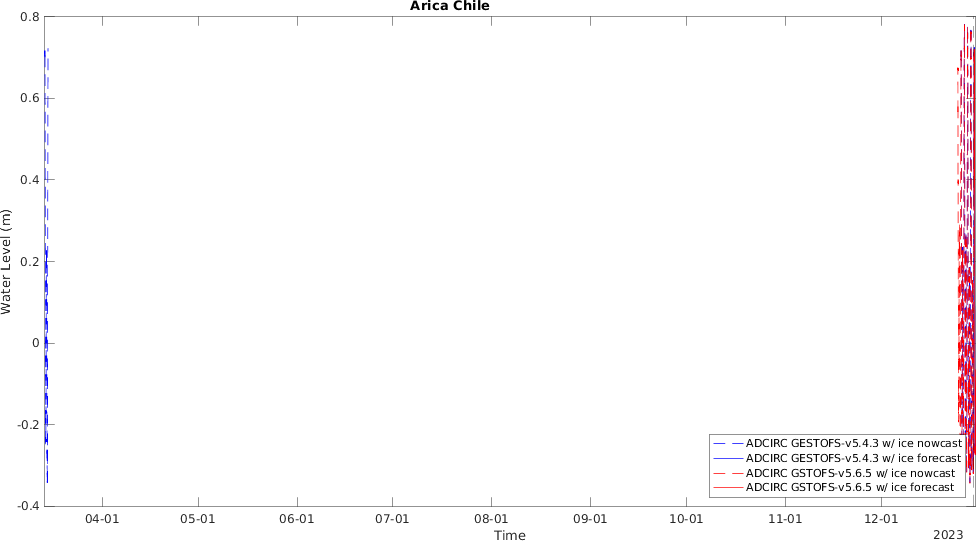 Arica Chile
0.8
0.6
0.4
0.2
0
-0.2
-0.4
Water Level (m)
ADCIRC GESTOFS-v5.4.3 w/ ice nowcast
ADCIRC GESTOFS-v5.4.3 w/ ice forecast
ADCIRC GSTOFS-v5.6.5 w/ ice nowcast
ADCIRC GSTOFS-v5.6.5 w/ ice forecast
04-01 05-01 06-01 07-01 08-01 09-01 10-01 11-01 12-01
Time
2023